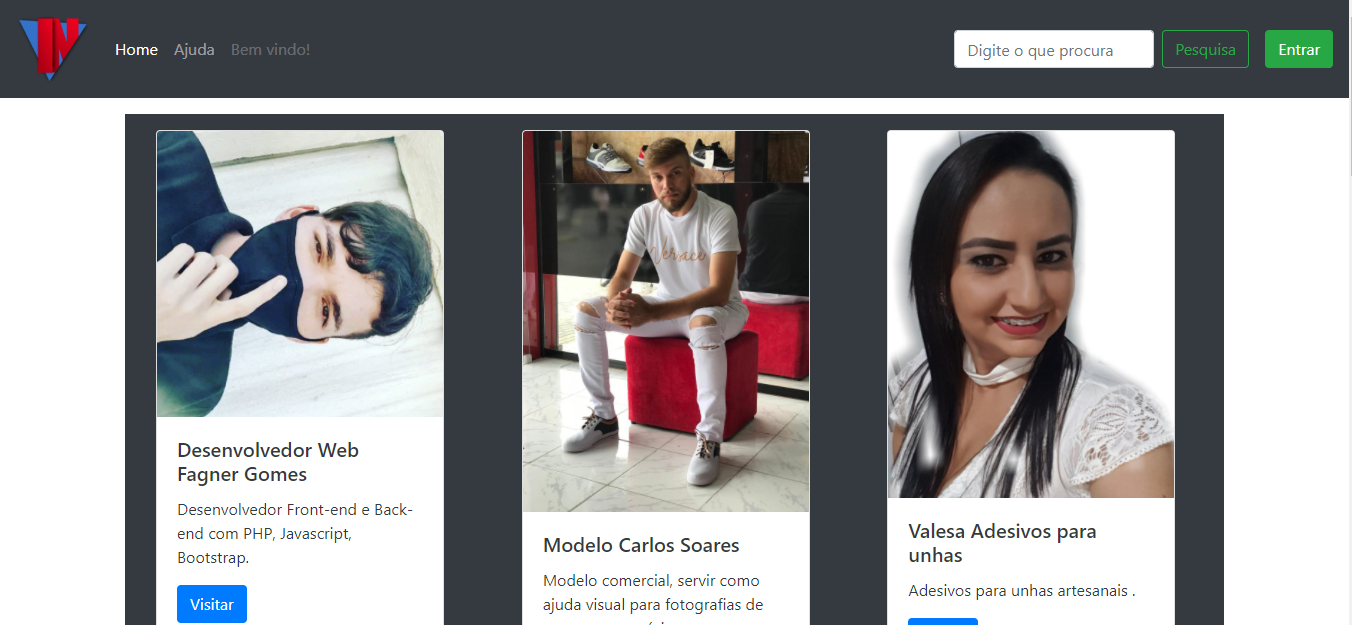 Home Ajuda Bem vindo! Digite o que procura Pesquisa Entrar
Desenvolvedor Web
Fagner Gomes
Desenvolvedor Front-end e Back-
end com PHP, Javascript,
Bootstrap.
Visitar
Modelo Carlos Soares
Modelo comercial, servir como
ajuda visual para fotografias de
Valesa Adesivos para
unhas
Adesivos para unhas artesanais .